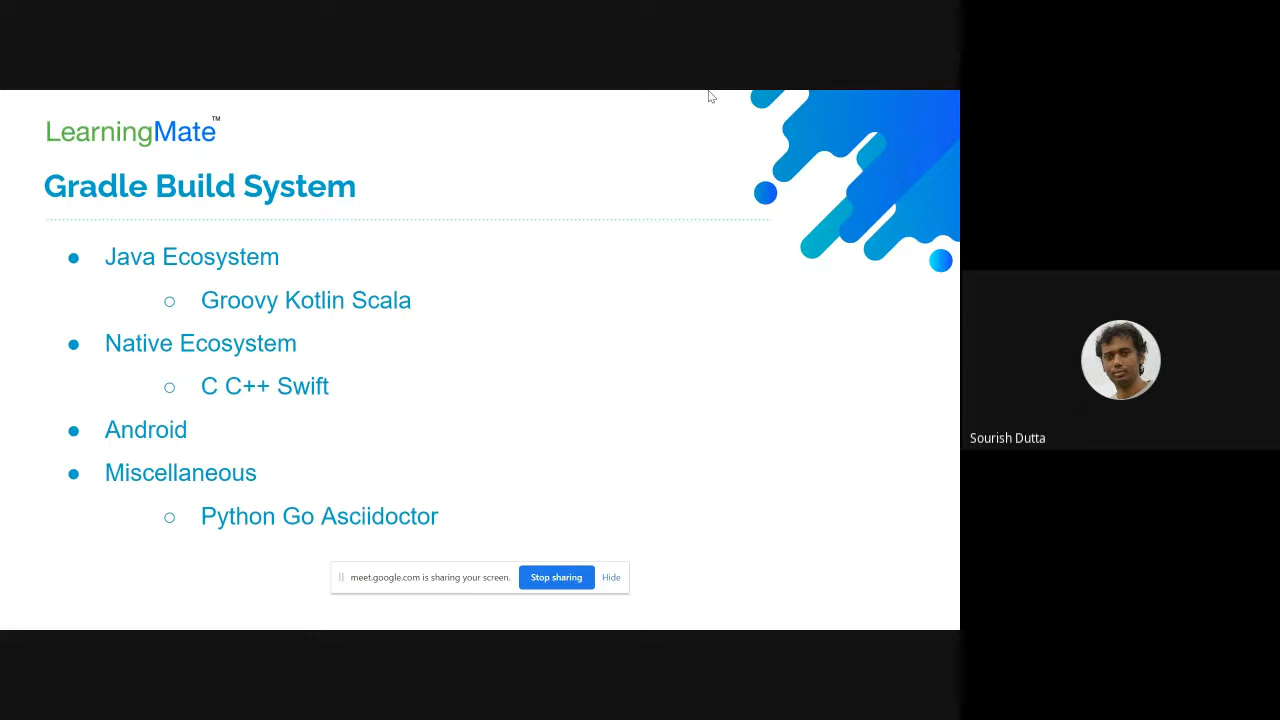 LearningMate™
Gradle Build System
● Java Ecosystem
○ Groovy Kotlin Scala
● Native Ecosystem
○ C C++ Swift
● Android
● Miscellaneous
○ Python Go Asciidoctor
meet.google.com is sharing your screen. Stop sharing Hide
Sourish Dutta